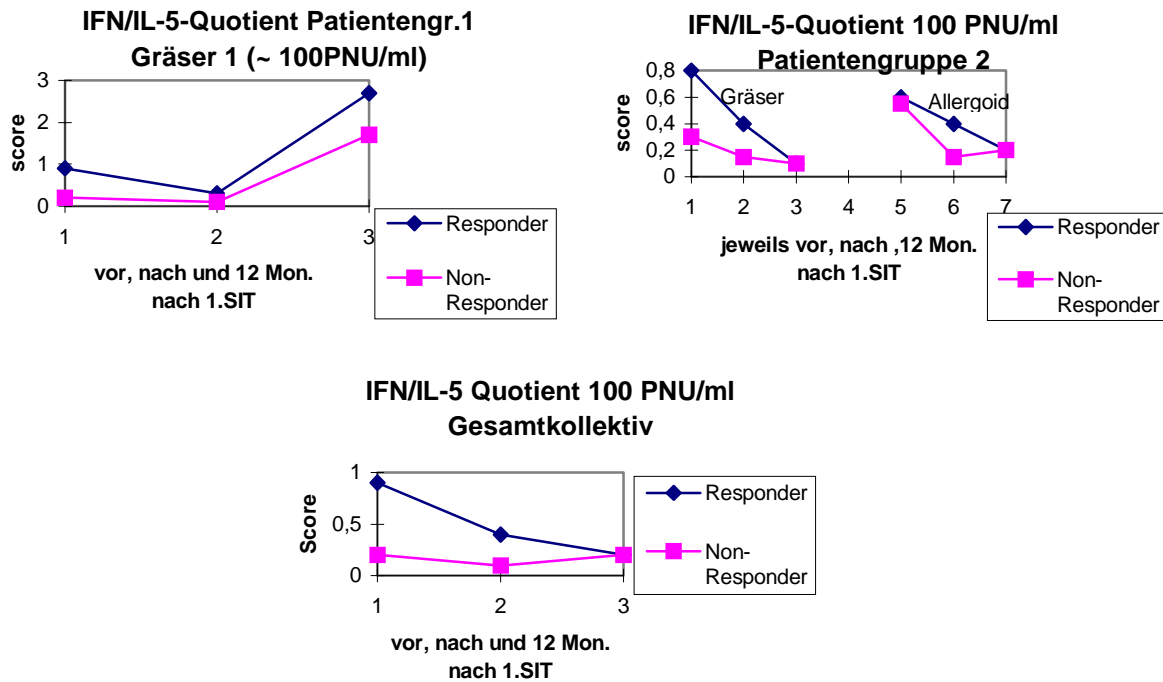 IFN/IL-5-Quotient Patientengr.1
Gräser 1 (~ 100PNU/ml)
3
2
1
0
score
1
2
3
vor, nach und 12 Mon.
nach 1.SIT
Responder
Non-
Responder
IFN/IL-5-Quotient 100 PNU/ml
Patientengruppe 2
0,8
0,6
0,4
0,2
0
score
Gräser
Allergoid
1
2
3
4
5
6
7
jeweils vor, nach ,12 Mon.
nach 1.SIT
Responder
Non-
Responder
IFN/IL-5 Quotient 100 PNU/ml
Gesamtkollektiv
1
0,5
0
Score
1
2
3
vor, nach und 12 Mon.
nach 1.SIT
Responder
Non-
Responder